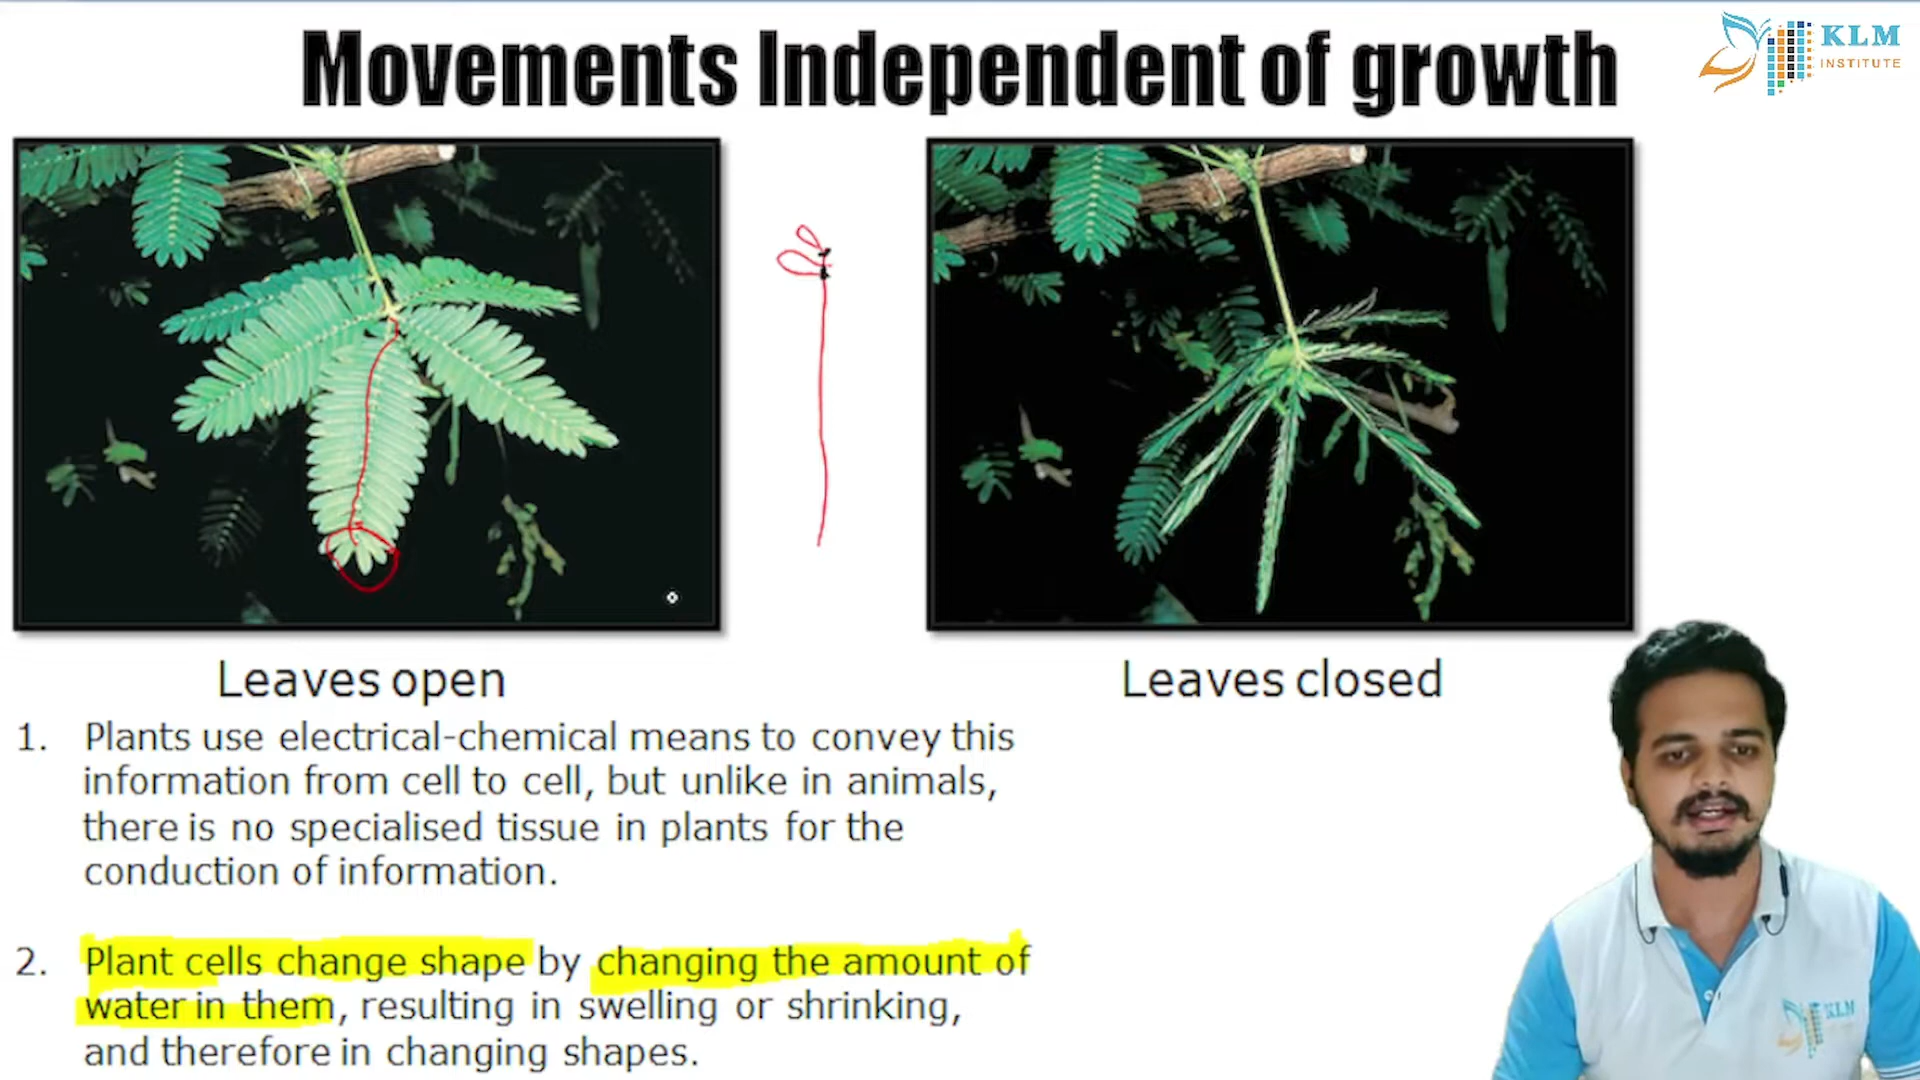 Movements Independent of growth
KLM
INSTITUTE
Leaves open
Leaves closed
1. Plants use electrical-chemical means to convey this
information from cell to cell, but unlike in animals,
there is no specialised tissue in plants for the
conduction of information.
2. Plant cells change shape by changing the amount of
water in them, resulting in swelling or shrinking,
and therefore in changing shapes.
KLM